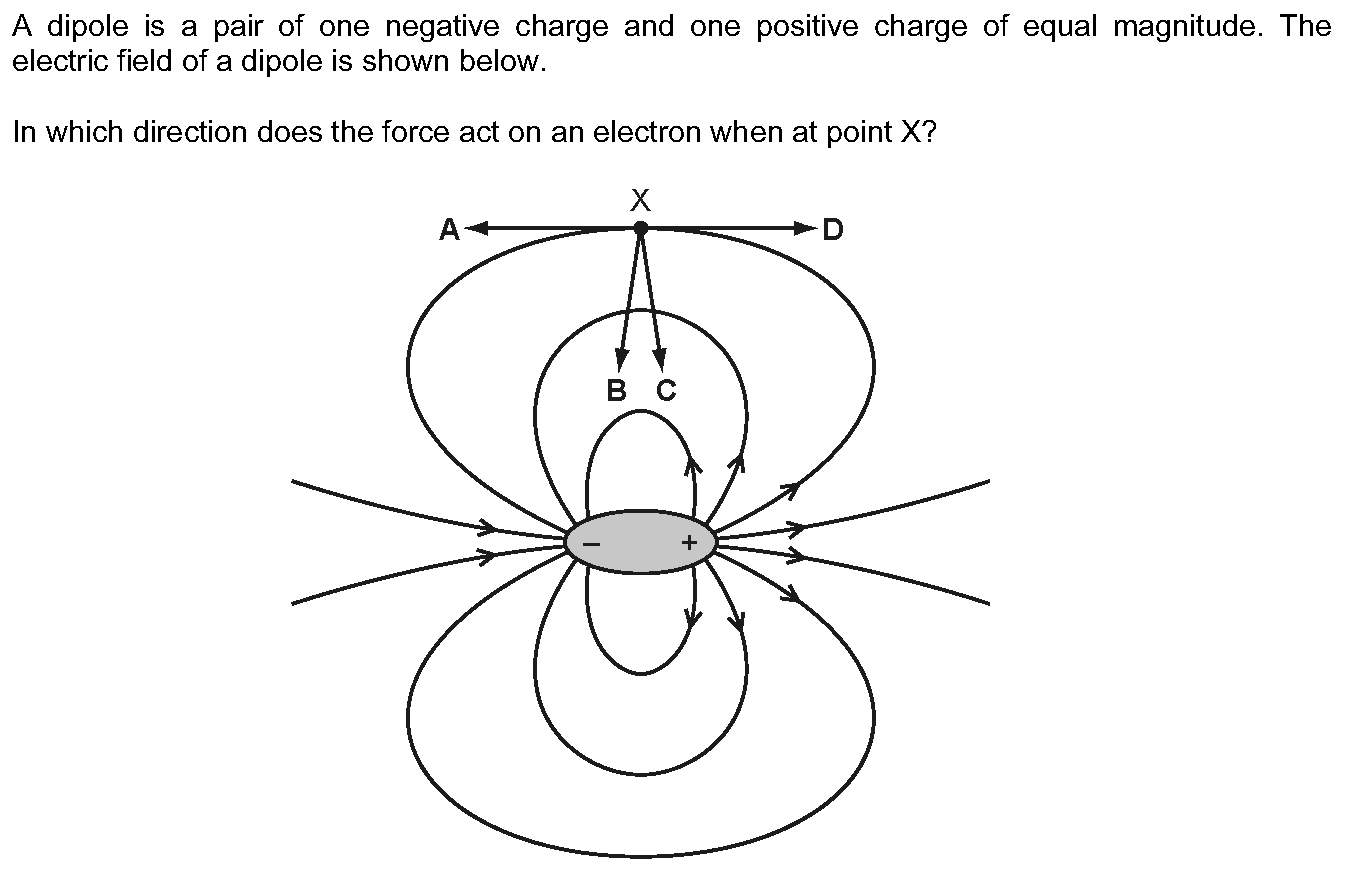 A dipole is a pair of one negative charge and one positive charge of equal magnitude. The
electric field of a dipole is shown below.
In which direction does the force act on an electron when at point X?
X
A D
B C
– +